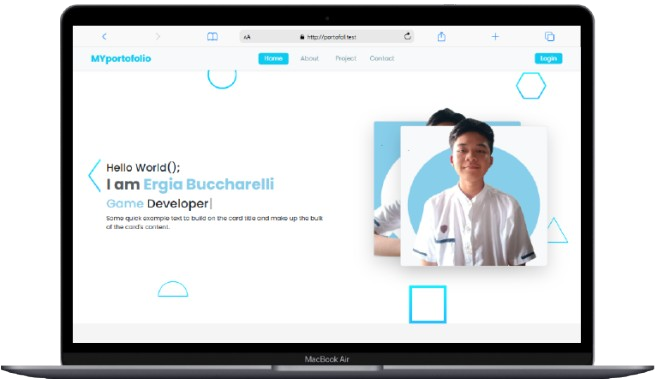 AA http://portofoli.test
MYportofolio Home About Project Contact Login
Hello World();
I am Ergia Buccharelli
Game Developer|
Some quick example text to build on the card title and make up the bulk
of the card's content.
MacBook Air